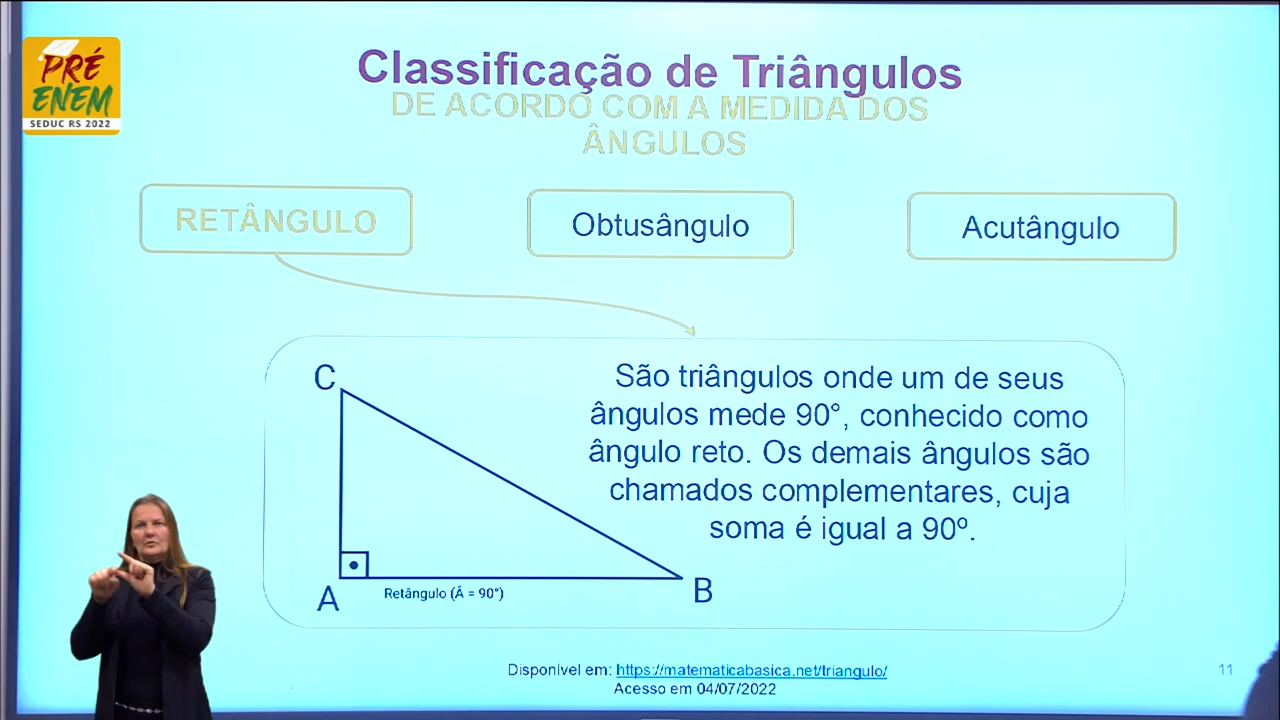 PRÉ
ENEM
SEDUC RS 2022
Classificação de Triângulos
DE ACORDO COM A MEDIDA DOS
ÂNGULOS
RETÂNGULO
Obtusângulo
Acutângulo
C
São triângulos onde um de seus
ângulos mede 90°, conhecido como
ângulo reto. Os demais ângulos são
chamados complementares, cuja
soma é igual a 90º.
A
Retângulo (Â = 90°)
B
Disponível em: https://matematicabasica.net/triangulo/
Acesso em 04/07/2022
11